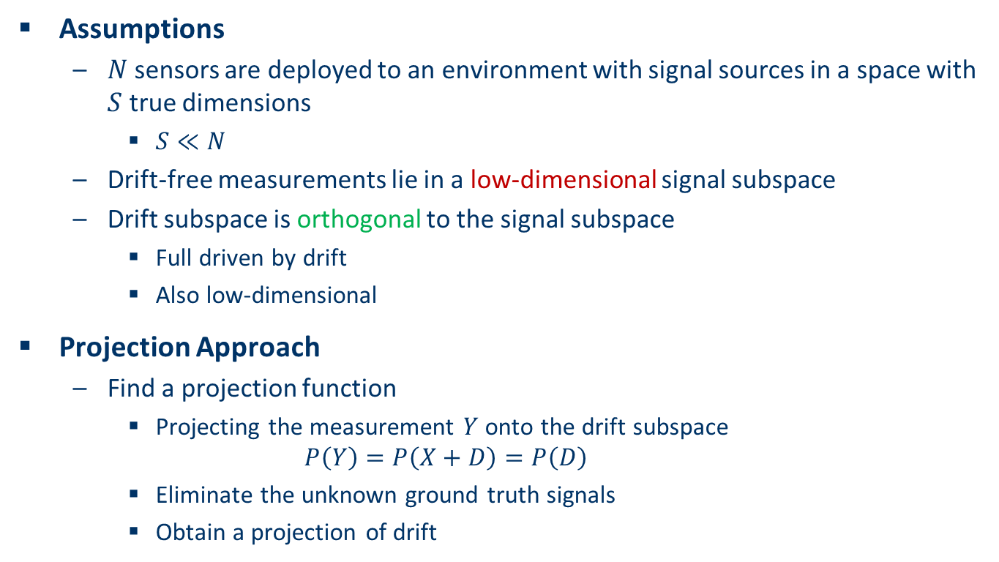 ▪ Assumptions
– N sensors are deployed to an environment with signal sources in a space with
S true dimensions
▪ S ≪ N
– Drift-free measurements lie in a low-dimensional signal subspace
– Drift subspace is orthogonal to the signal subspace
▪ Full driven by drift
▪ Also low-dimensional
▪ Projection Approach
– Find a projection function
▪ Projecting the measurement Y onto the drift subspace
P(Y) = P(X + D) = P(D)
▪ Eliminate the unknown ground truth signals
▪ Obtain a projection of drift